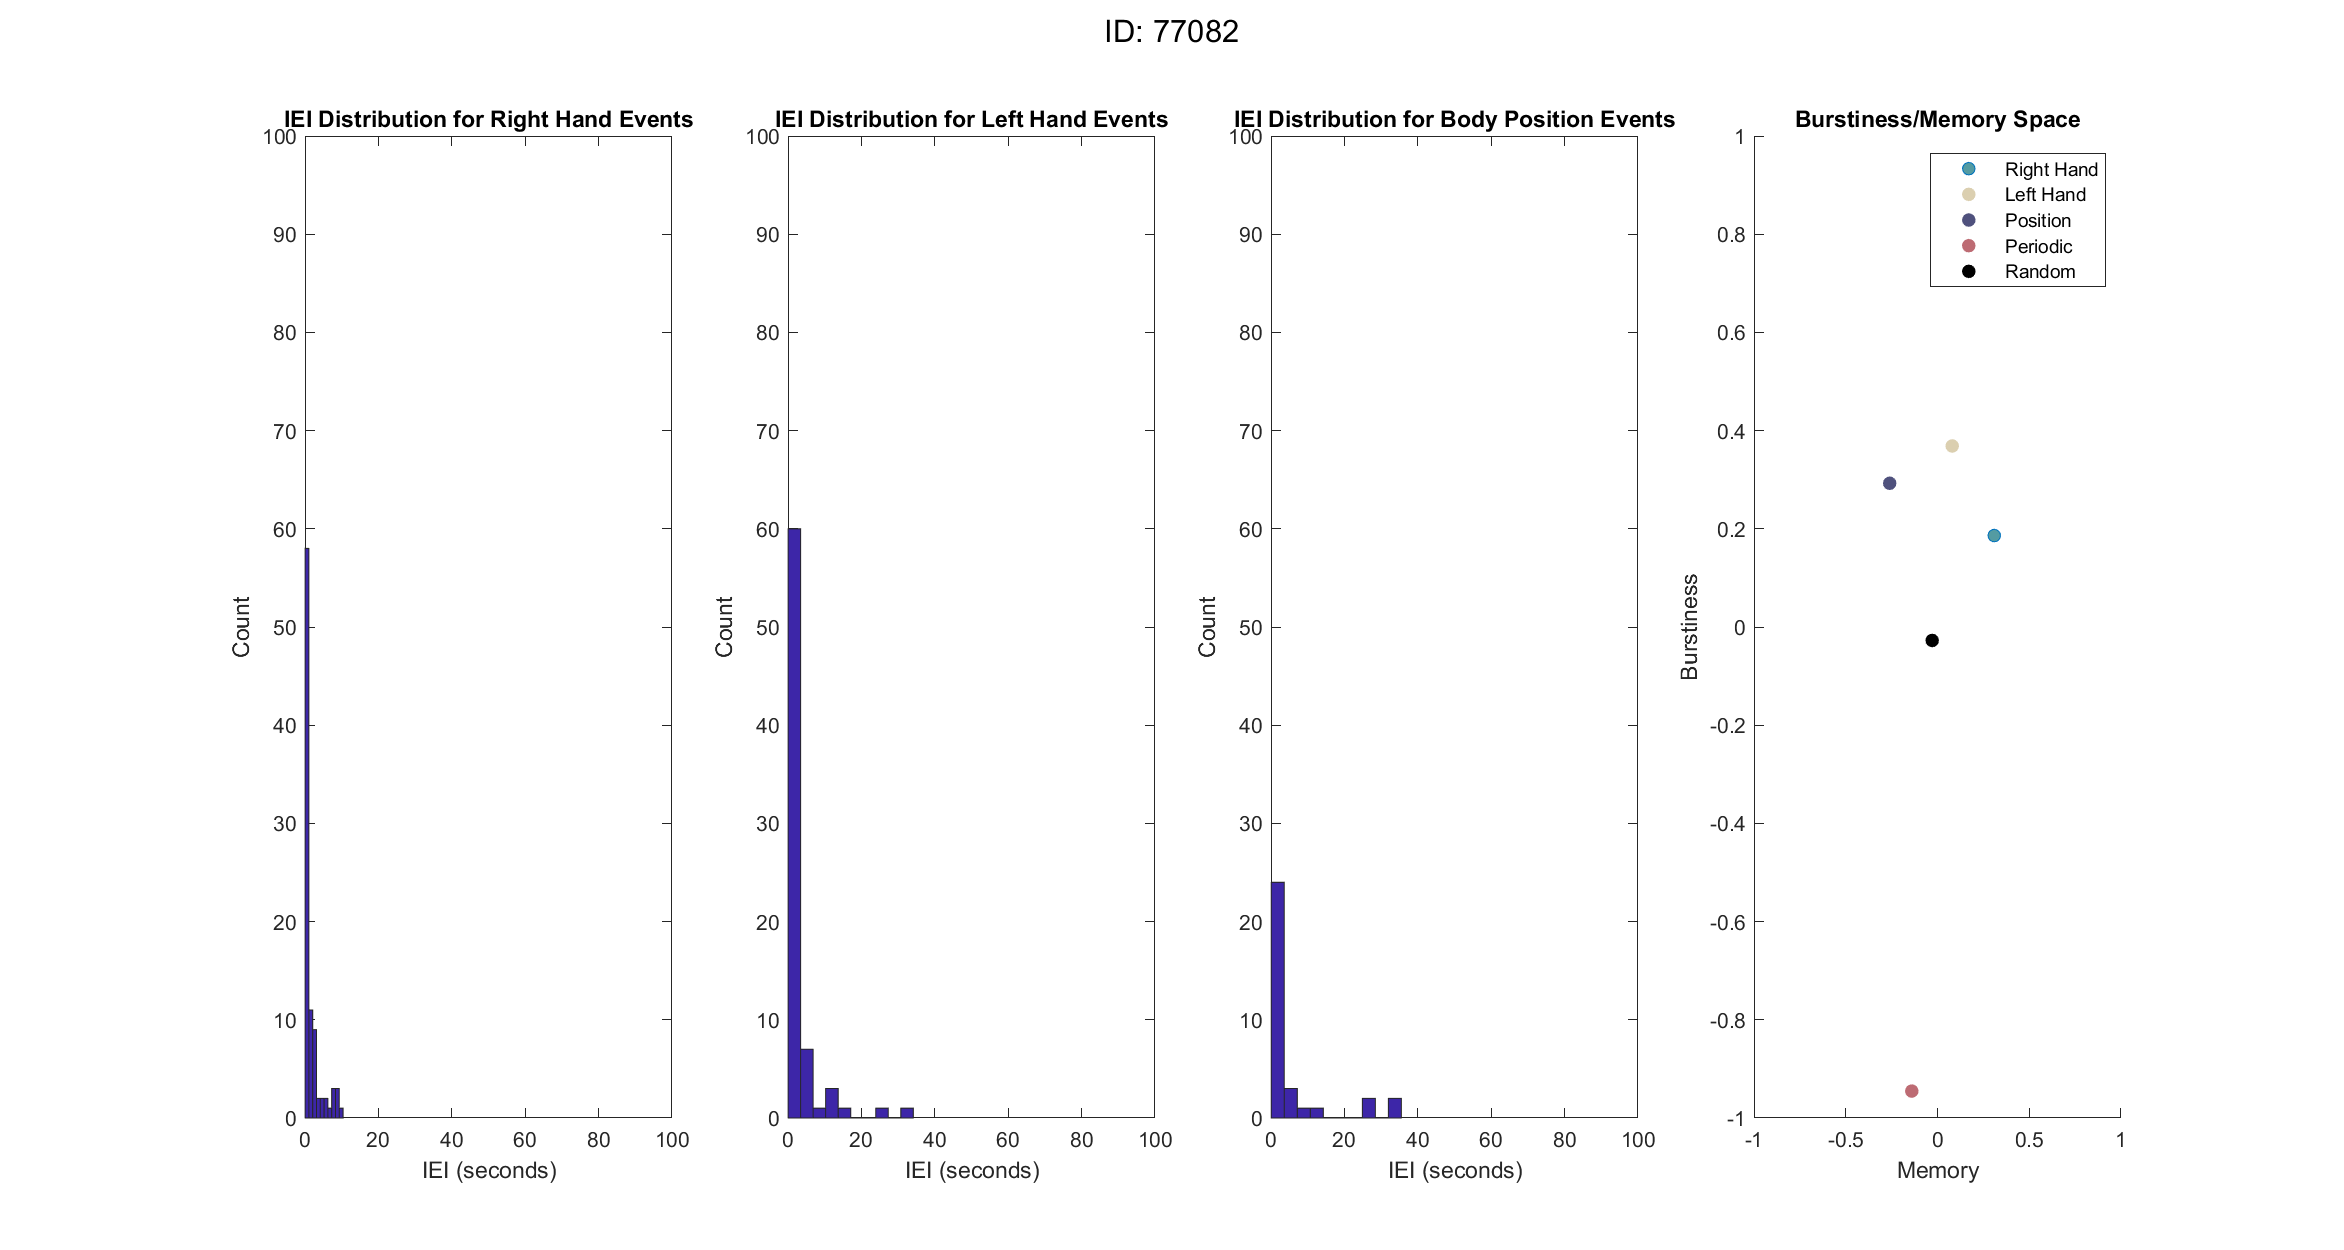 ID: 77082
IEI Distribution for Right Hand Events
100
90
80
70
60
50
40
30
20
10
0
Count
0 20 40 60 80 100
IEI (seconds)
IEI Distribution for Left Hand Events
100
90
80
70
60
50
40
30
20
10
0
Count
0 20 40 60 80 100
IEI (seconds)
IEI Distribution for Body Position Events
100
90
80
70
60
50
40
30
20
10
0
Count
0 20 40 60 80 100
IEI (seconds)
Burstiness/Memory Space
1
0.8
0.6
0.4
0.2
0
-0.2
-0.4
-0.6
-0.8
-1
Burstiness
Right Hand
Left Hand
Position
Periodic
Random
-1 -0.5 0 0.5 1
Memory